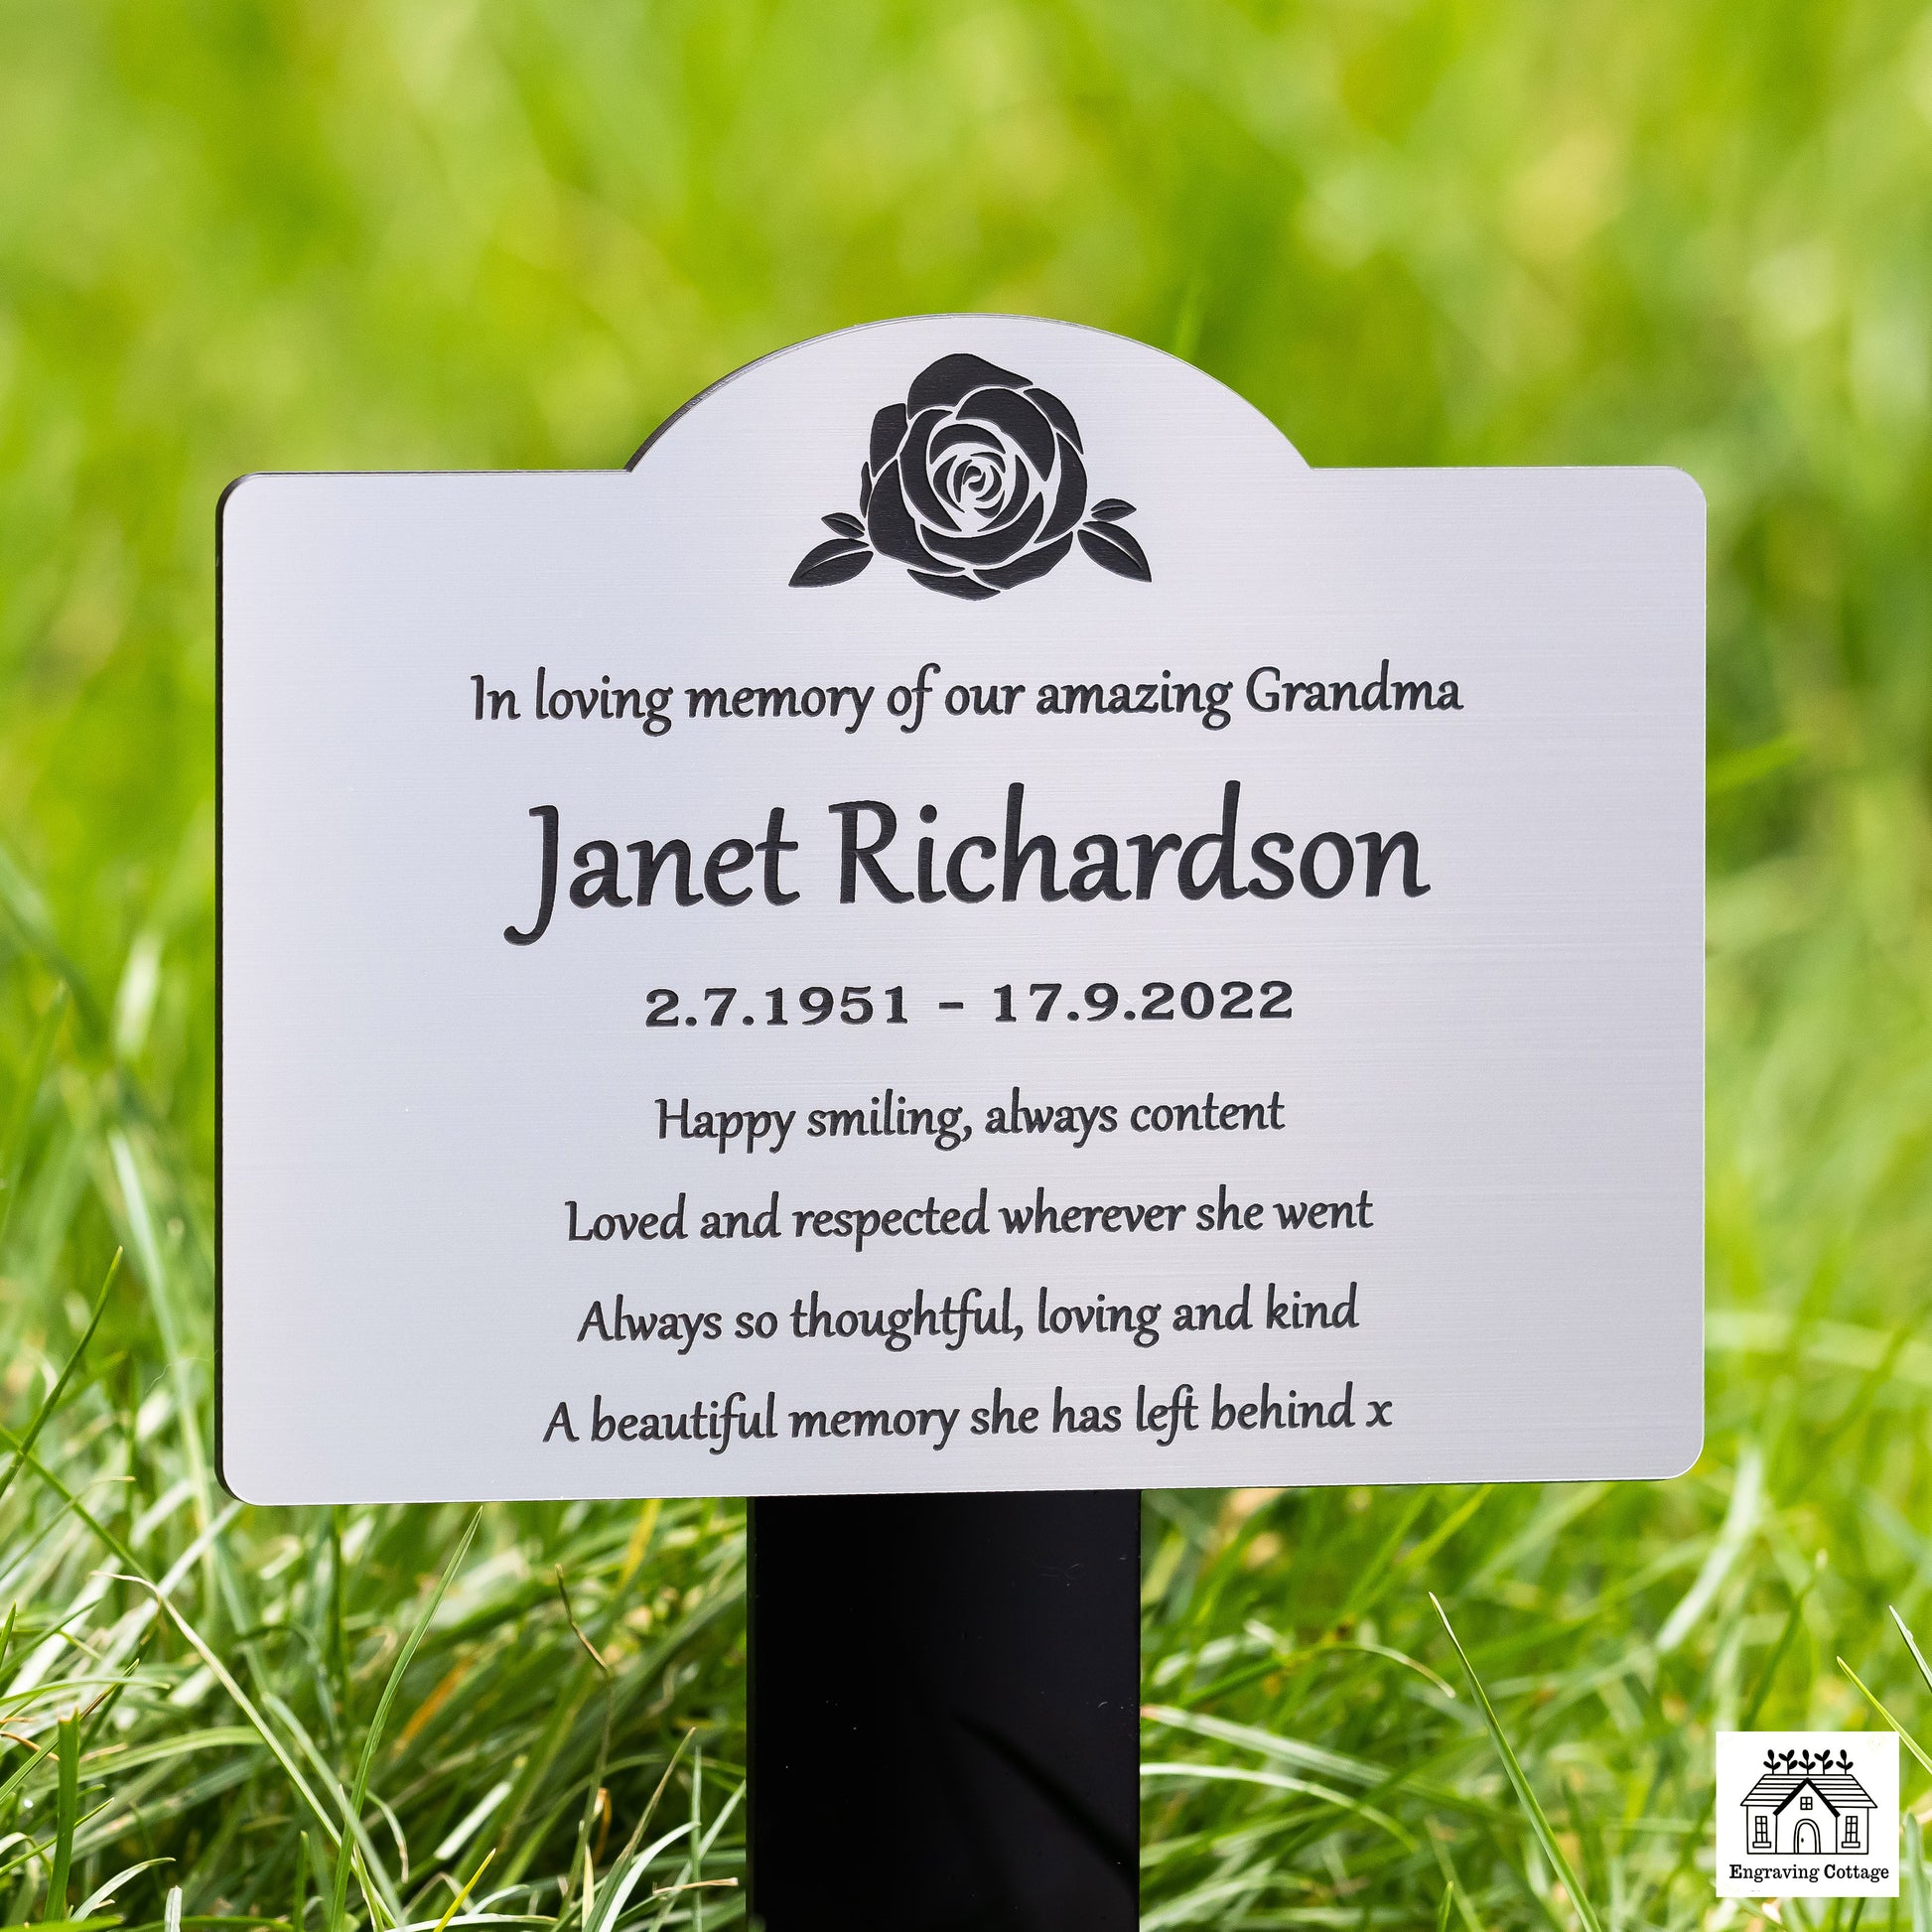 In loving memory of our amazing Grandma
Janet Richardson
2.7.1951 - 17.9.2022
Happy smiling, always content
Loved and respected wherever she went
Always so thoughtful, loving and kind
A beautiful memory she has left behind x
Engraving Cottage